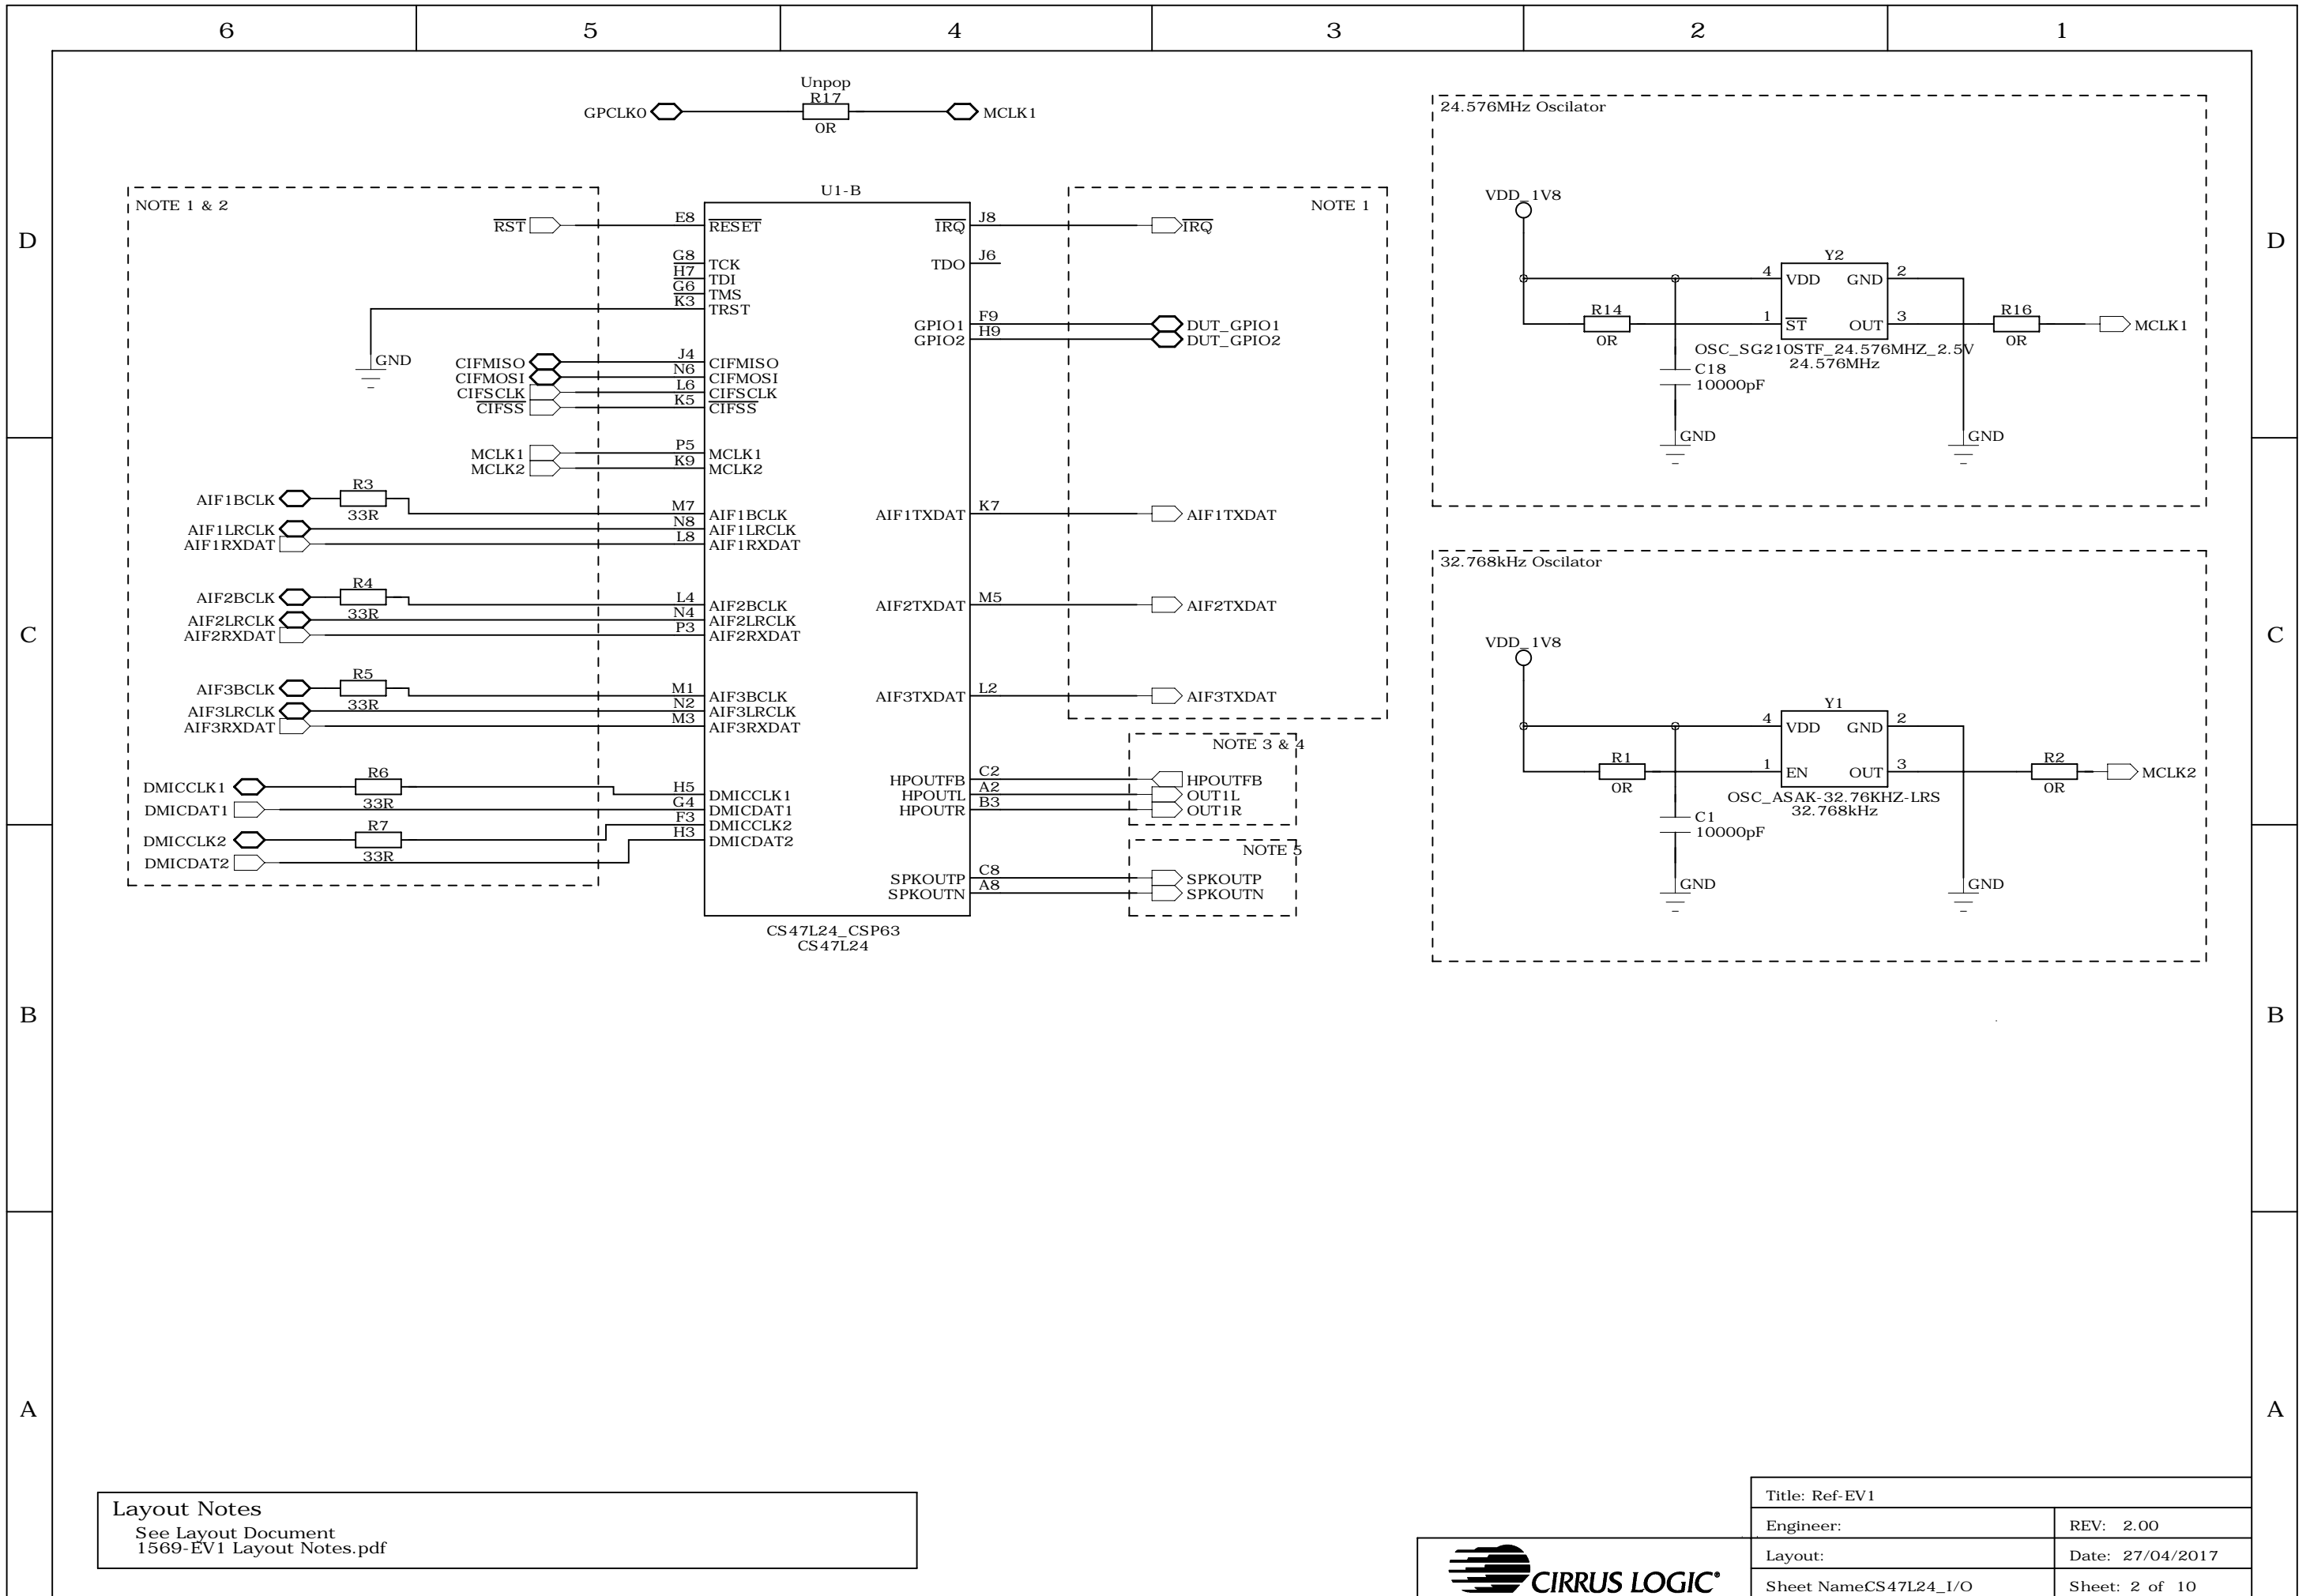 6 5 4 3 2 1
Unpop
R17
GPCLK0 MCLK1
0R
24.576MHz Oscilator
VDD_1V8
Y2
4 VDD GND 2
R14 R16
1 ST OUT 3 MCLK1
0R 0R
OSC_SG210STF_24.576MHZ_2.5V
24.576MHz
C18
10000pF
GND GND
U1-B
NOTE 1 & 2
NOTE 1
RST E8 RESET IRQ J8 IRQ
G8 TCK TDO J6
H7 TDI
G6 TMS
K3 TRST
GPIO1 F9 DUT_GPIO1
GPIO2 H9 DUT_GPIO2
GND
CIFMISO J4 CIFMISO
CIFMOSI N6 CIFMOSI
CIFSCLK L6 CIFSCLK
CIFSS K5 CIFSS
MCLK1 P5 MCLK1
MCLK2 K9 MCLK2
R3
AIF1BCLK
33R
M7 AIF1BCLK AIF1TXDAT K7 AIF1TXDAT
AIF1LRCLK N8 AIF1LRCLK
AIF1RXDAT L8 AIF1RXDAT
R4
AIF2BCLK
33R
L4 AIF2BCLK AIF2TXDAT M5 AIF2TXDAT
AIF2LRCLK N4 AIF2LRCLK
AIF2RXDAT P3 AIF2RXDAT
R5
AIF3BCLK
33R
M1 AIF3BCLK AIF3TXDAT L2 AIF3TXDAT
AIF3LRCLK N2 AIF3LRCLK
AIF3RXDAT M3 AIF3RXDAT
NOTE 3 & 4
R6
DMICCLK1
33R
H5 DMICCLK1
DMICDAT1 G4 DMICDAT1
F3 DMICCLK2
H3 DMICDAT2
R7
DMICCLK2
33R
DMICDAT2
HPOUTFB C2 HPOUTFB
HPOUTL A2 OUT1L
HPOUTR B3 OUT1R
NOTE 5
SPKOUTP C8 SPKOUTP
SPKOUTN A8 SPKOUTN
CS47L24_CSP63
CS47L24
32.768kHz Oscilator
VDD_1V8
Y1
4 VDD GND 2
R1 R2
1 EN OUT 3 MCLK2
0R 0R
OSC_ASAK-32.76KHZ-LRS
32.768kHz
C1
10000pF
GND GND
D D
C C
B B
A A
Layout Notes
See Layout Document
1569-EV1 Layout Notes.pdf
CIRRUS LOGIC®
Title: Ref-EV1
Engineer: REV: 2.00
Layout: Date: 27/04/2017
Sheet Name:CS47L24_I/O Sheet: 2 of 10